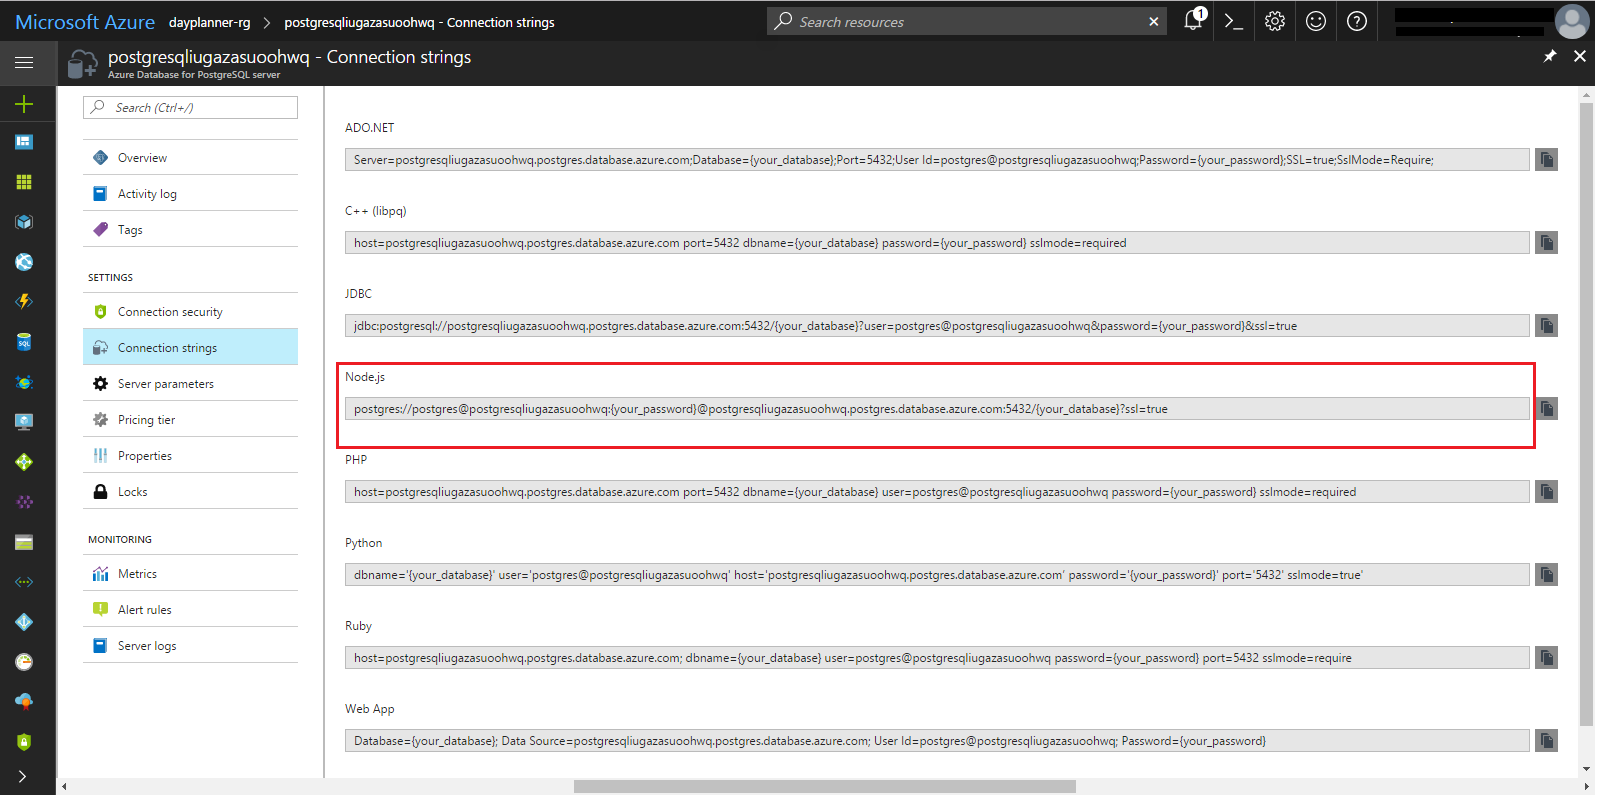 Microsoft Azure dayplanner-rg > postgresqliugazasuoohwq - Connection strings
Search resources
1
postgresqliugazasuoohwq - Connection strings
Azure Database for PostgreSQL server
Search (Ctrl+/)
Overview
Activity log
Tags
SETTINGS
Connection security
Connection strings
Server parameters
Pricing tier
Properties
Locks
MONITORING
Metrics
Alert rules
Server logs
SQL
ADO.NET
Server=postgresqliugazasuoohwq.postgres.database.azure.com;Database={your_database};Port=5432;User Id=postgres@postgresqliugazasuoohwq;Password={your_password};SSL=true;SslMode=Require;
C++ (libpq)
host=postgresqliugazasuoohwq.postgres.database.azure.com port=5432 dbname={your_database} password={your_password} sslmode=required
JDBC
jdbc:postgresql://postgresqliugazasuoohwq.postgres.database.azure.com:5432/{your_database}?user=postgres@postgresqliugazasuoohwq&password={your_password}&ssl=true
Node.js
postgres://postgres@postgresqliugazasuoohwq:{your_password}@postgresqliugazasuoohwq.postgres.database.azure.com:5432/{your_database}?ssl=true
PHP
host=postgresqliugazasuoohwq.postgres.database.azure.com port=5432 dbname={your_database} user=postgres@postgresqliugazasuoohwq password={your_password} sslmode=required
Python
dbname='{your_database}' user='postgres@postgresqliugazasuoohwq' host='postgresqliugazasuoohwq.postgres.database.azure.com' password='{your_password}' port='5432' sslmode=true'
Ruby
host=postgresqliugazasuoohwq.postgres.database.azure.com; dbname={your_database} user=postgres@postgresqliugazasuoohwq password={your_password} port=5432 sslmode=require
Web App
Database={your_database}; Data Source=postgresqliugazasuoohwq.postgres.database.azure.com; User Id=postgres@postgresqliugazasuoohwq; Password={your_password}